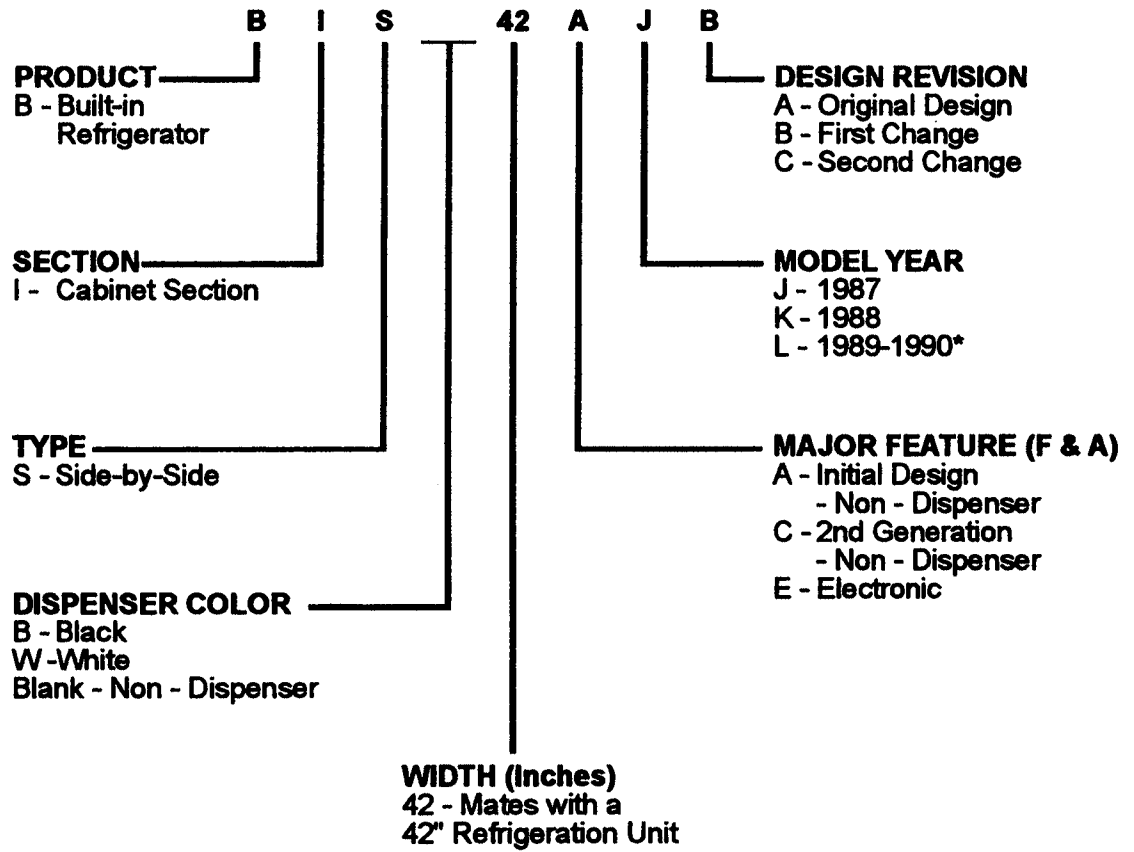 B I S __ 42 A J B
PRODUCT
B - Built-in
Refrigerator
DESIGN REVISION
A - Original Design
B - First Change
C - Second Change
SECTION
I - Cabinet Section
MODEL YEAR
J - 1987
K - 1988
L - 1989-1990*
TYPE
S - Side-by-Side
MAJOR FEATURE (F & A)
A - Initial Design
- Non - Dispenser
C - 2nd Generation
- Non - Dispenser
E - Electronic
DISPENSER COLOR
B - Black
W -White
Blank - Non - Dispenser
WIDTH (Inches)
42 - Mates with a
42" Refrigeration Unit